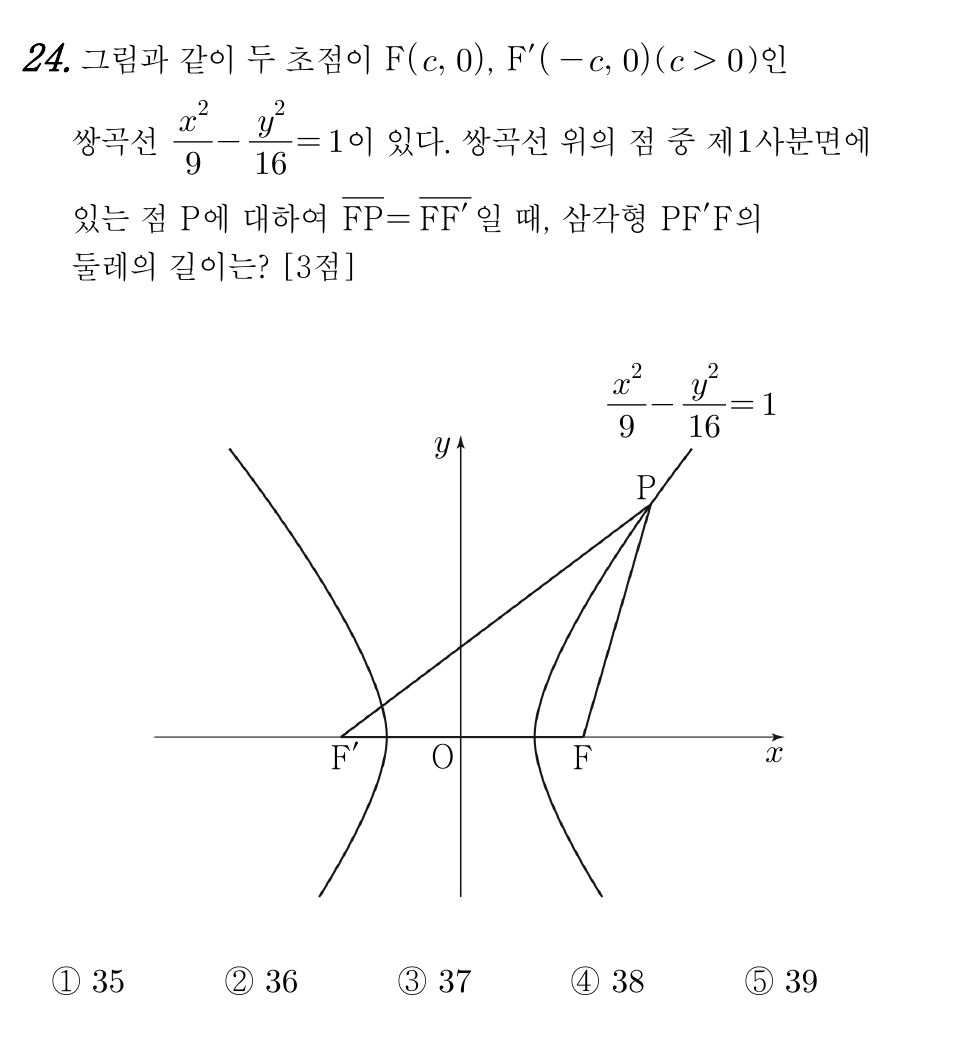 24. 그림과 같이 두 초점이 F(c, 0), F′(−c, 0)(c > 0)인
쌍곡선 x²/9 − y²/16 = 1이 있다. 쌍곡선 위의 점 중 제1사분면에
있는 점 P에 대하여 F̅P̅ = F̅F̅′̅ 일 때, 삼각형 PF′F의
둘레의 길이는? [3점]
x²/9 − y²/16 = 1
y
P
F′ O F x
① 35 ② 36 ③ 37 ④ 38 ⑤ 39